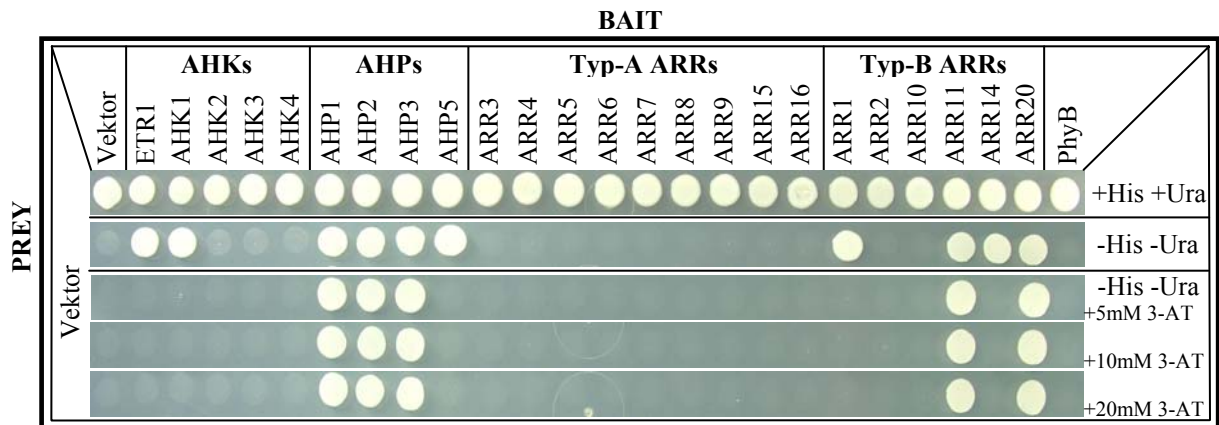 BAIT
AHKs AHPs Typ-A ARRs Typ-B ARRs
Vektor ETR1 AHK1 AHK2 AHK3 AHK4 AHP1 AHP2 AHP3 AHP5 ARR3 ARR4 ARR5 ARR6 ARR7 ARR8 ARR9 ARR15 ARR16 ARR1 ARR2 ARR10 ARR11 ARR14 ARR20 PhyB
PREY
Vektor
+His +Ura
-His -Ura
-His -Ura
+5mM 3-AT
+10mM 3-AT
+20mM 3-AT